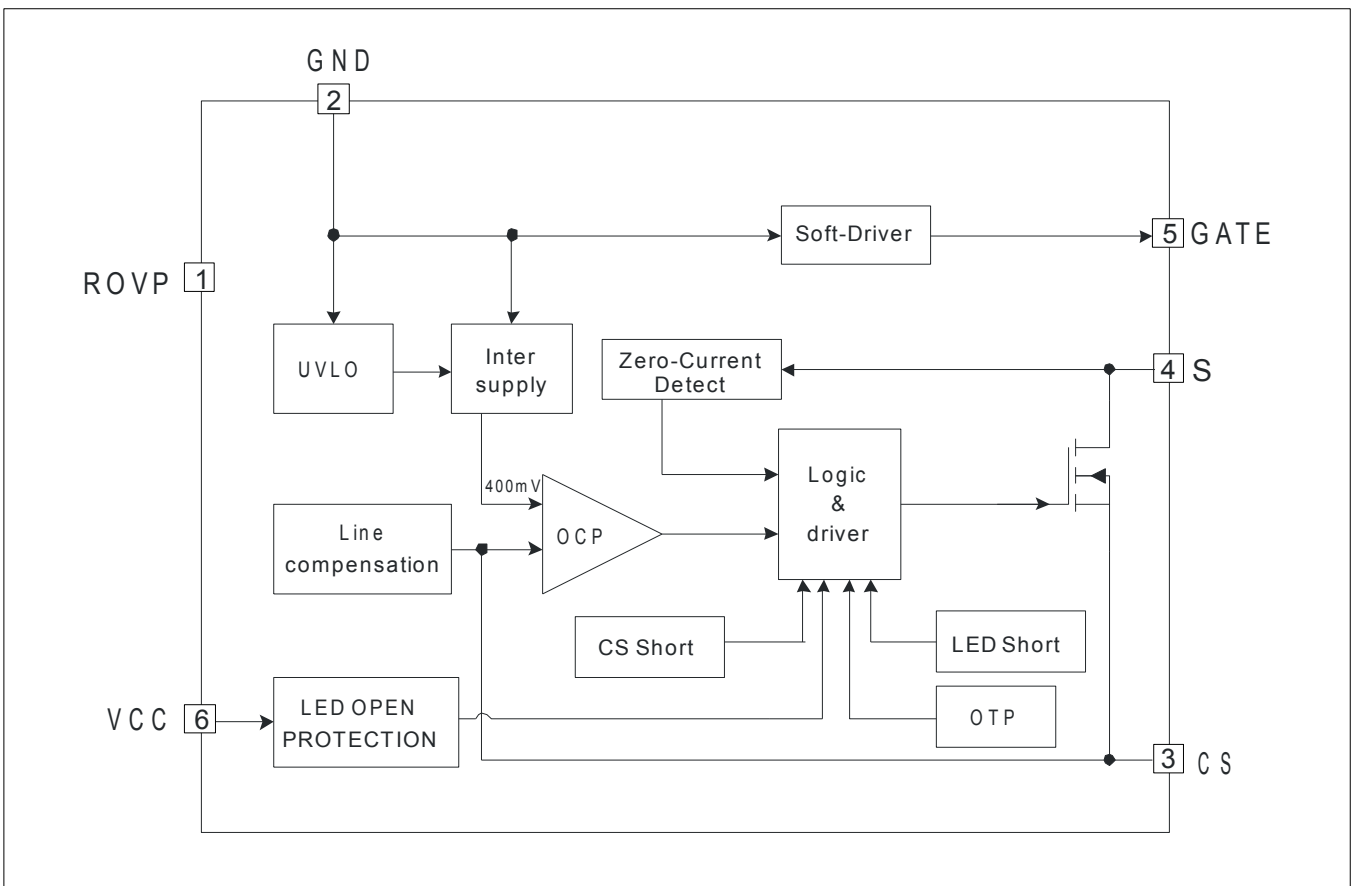 GND
2
Soft-Driver
5 GATE
ROVP 1
UVLO
Inter
supply
Zero-Current
Detect
4 S
400mV
OCP
Logic
&
driver
Line
compensation
CS Short
LED Short
VCC 6
LED OPEN
PROTECTION
OTP
3 CS